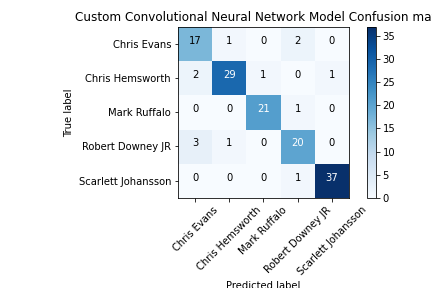 Custom Convolutional Neural Network Model Confusion ma
Chris Evans 17 1 0 2 0
Chris Hemsworth 2 29 1 0 1
Mark Ruffalo 0 0 21 1 0
Robert Downey JR 3 1 0 20 0
Scarlett Johansson 0 0 0 1 37
True label
Chris Evans
Chris Hemsworth
Mark Ruffalo
Robert Downey JR
Scarlett Johansson
Predicted label
35
30
25
20
15
10
5
0